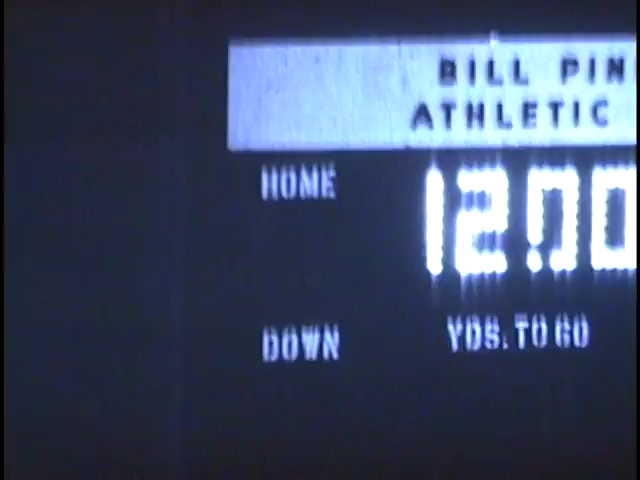 BILL PIN
ATHLETIC
HOME
12:00
DOWN
YDS. TO GO